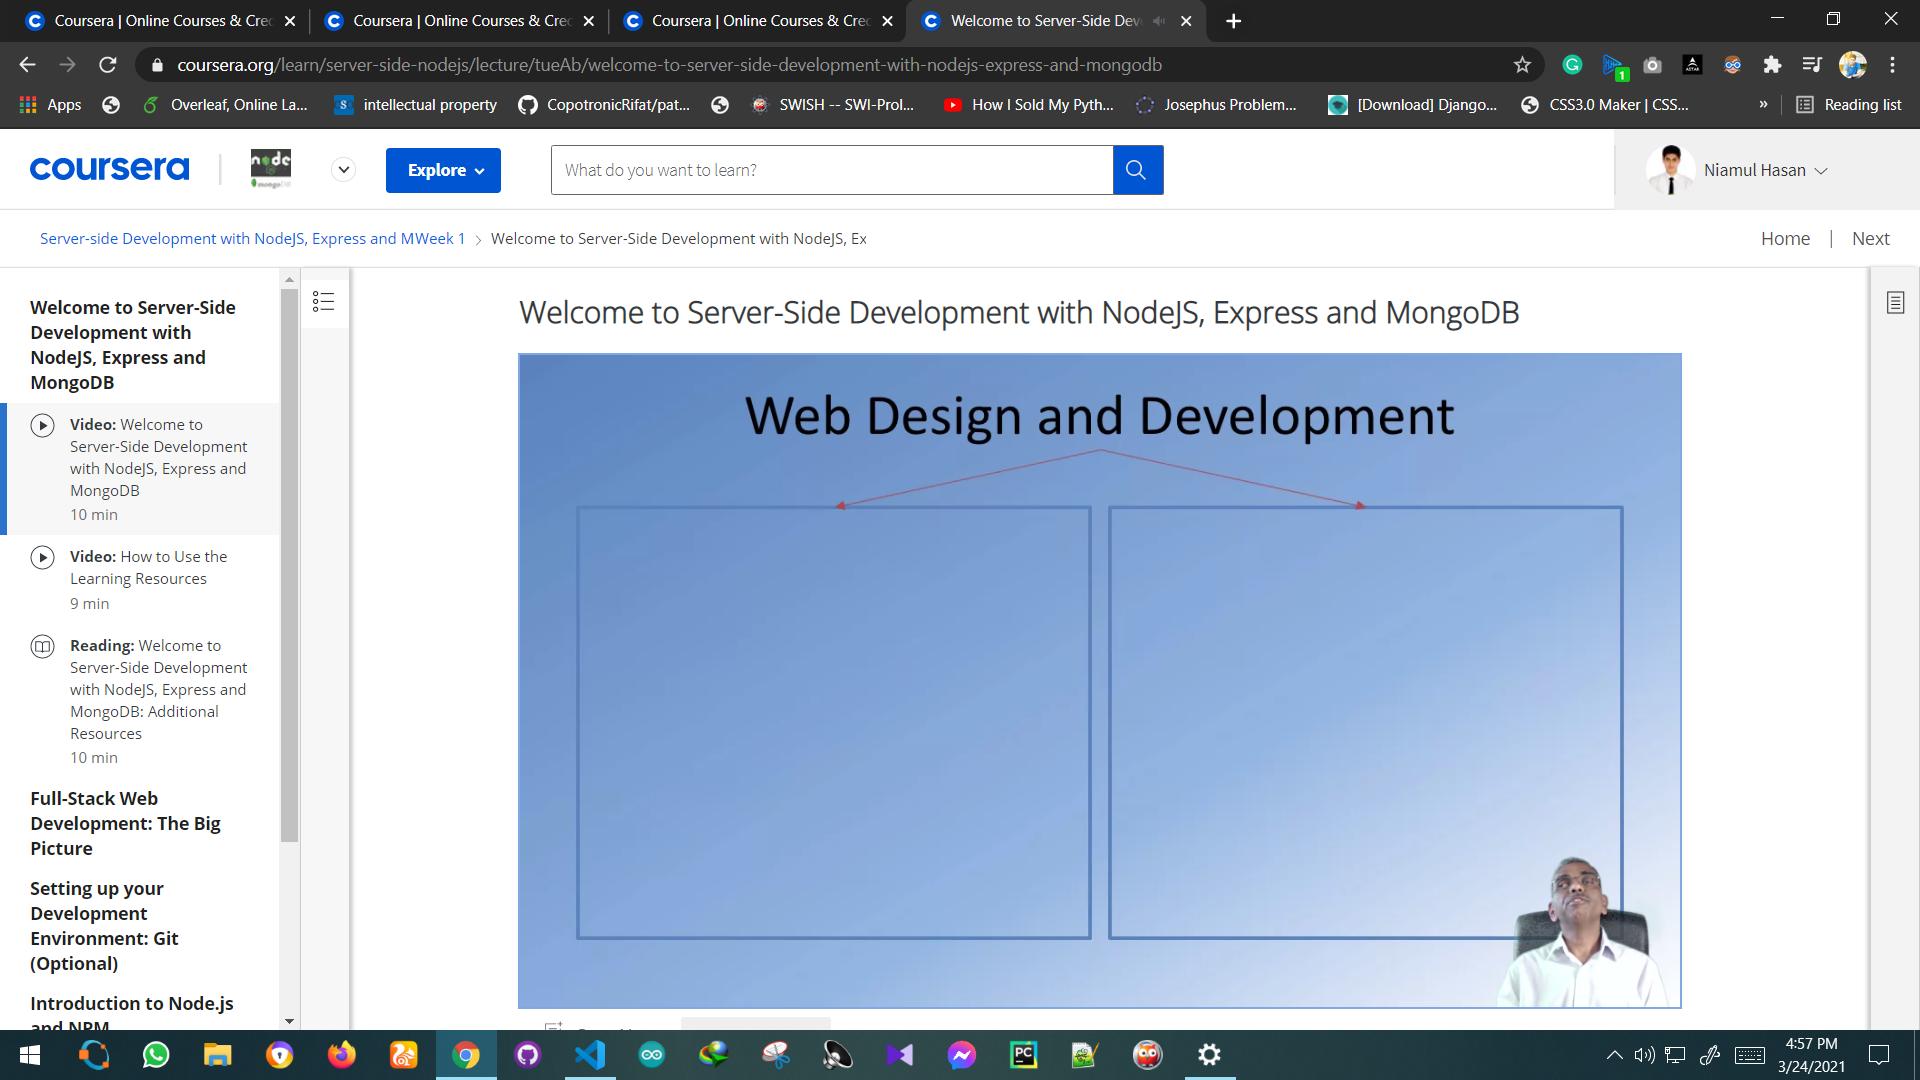 Coursera | Online Courses & Cred
Coursera | Online Courses & Cred
Coursera | Online Courses & Cred
Welcome to Server-Side Dev
coursera.org/learn/server-side-nodejs/lecture/tueAb/welcome-to-server-side-development-with-nodejs-express-and-mongodb
1
Apps
Overleaf, Online La...
intellectual property
CopotronicRifat/pat...
SWISH -- SWI-Prol...
How I Sold My Pyth...
Josephus Problem...
[Download] Django...
CSS3.0 Maker | CSS...
»
Reading list
coursera
node
mongoDB
Explore
What do you want to learn?
Niamul Hasan
Server-side Development with NodeJS, Express and MWeek 1 > Welcome to Server-Side Development with NodeJS, Ex
Home | Next
Welcome to Server-Side
Development with
NodeJS, Express and
MongoDB
Video: Welcome to
Server-Side Development
with NodeJS, Express and
MongoDB
10 min
Video: How to Use the
Learning Resources
9 min
Reading: Welcome to
Server-Side Development
with NodeJS, Express and
MongoDB: Additional
Resources
10 min
Full-Stack Web
Development: The Big
Picture
Setting up your
Development
Environment: Git
(Optional)
Introduction to Node.js
and NPM
Welcome to Server-Side Development with NodeJS, Express and MongoDB
Web Design and Development
PC
4:57 PM
3/24/2021